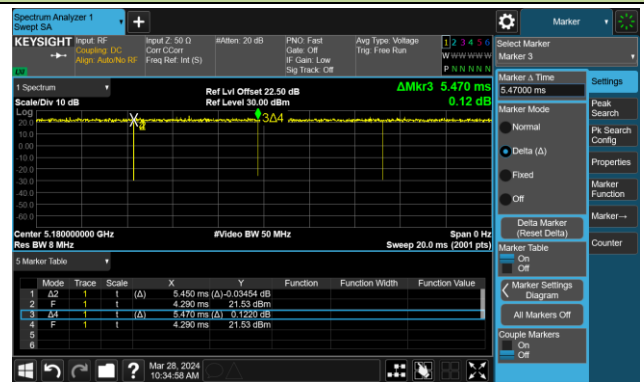 Spectrum Analyzer 1
Swept SA
Marker
KEYSIGHT
Input: RF
Coupling: DC
Align: Auto/No RF
Input Z: 50 Ω
Corr CCorr
Freq Ref: Int (S)
#Atten: 20 dB
PNO: Fast
Gate: Off
IF Gain: Low
Sig Track: Off
Avg Type: Voltage
Trig: Free Run
1 2 3 4 5 6
W W W W W W
P N N N N N
Select Marker
Marker 3
LW
1 Spectrum
Scale/Div 10 dB
Ref Lvl Offset 22.50 dB
Ref Level 30.00 dBm
ΔMkr3 5.470 ms
0.12 dB
Log
20.0
10.0
0.00
-10.0
-20.0
-30.0
-40.0
-50.0
-60.0
3Δ4
Center 5.180000000 GHz
Res BW 8 MHz
#Video BW 50 MHz
Span 0 Hz
Sweep 20.0 ms (2001 pts)
5 Marker Table
Mode Trace Scale X Y Function Function Width Function Value
1 Δ2 1 t (Δ) 5.450 ms (Δ) -0.03454 dB
2 F 1 t 4.290 ms 21.53 dBm
3 Δ4 1 t (Δ) 5.470 ms (Δ) 0.1220 dB
4 F 1 t 4.290 ms 21.53 dBm
5
6
Marker Δ Time
5.47000 ms
Marker Mode
Normal
Delta (Δ)
Fixed
Off
Delta Marker
(Reset Delta)
Marker Table
On
Off
Marker Settings
Diagram
All Markers Off
Couple Markers
On
Off
Settings
Peak
Search
Pk Search
Config
Properties
Marker
Function
Marker→
Counter
Mar 28, 2024
10:34:58 AM